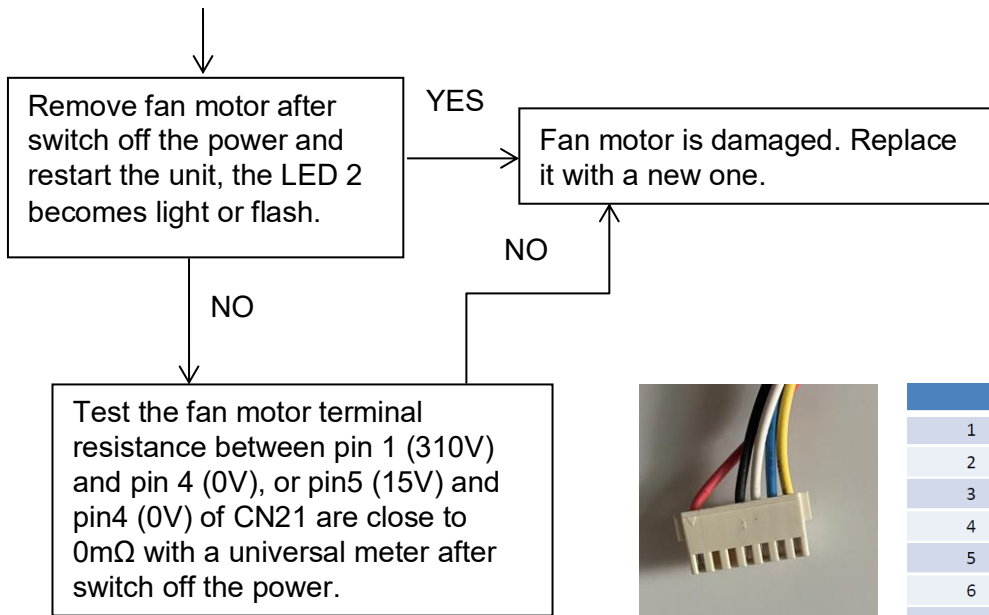 Remove fan motor after
switch off the power and
restart the unit, the LED 2
becomes light or flash.
YES
Fan motor is damaged. Replace
it with a new one.
NO
NO
Test the fan motor terminal
resistance between pin 1 (310V)
and pin 4 (0V), or pin5 (15V) and
pin4 (0V) of CN21 are close to
0mΩ with a universal meter after
switch off the power.
1
2
3
4
5
6